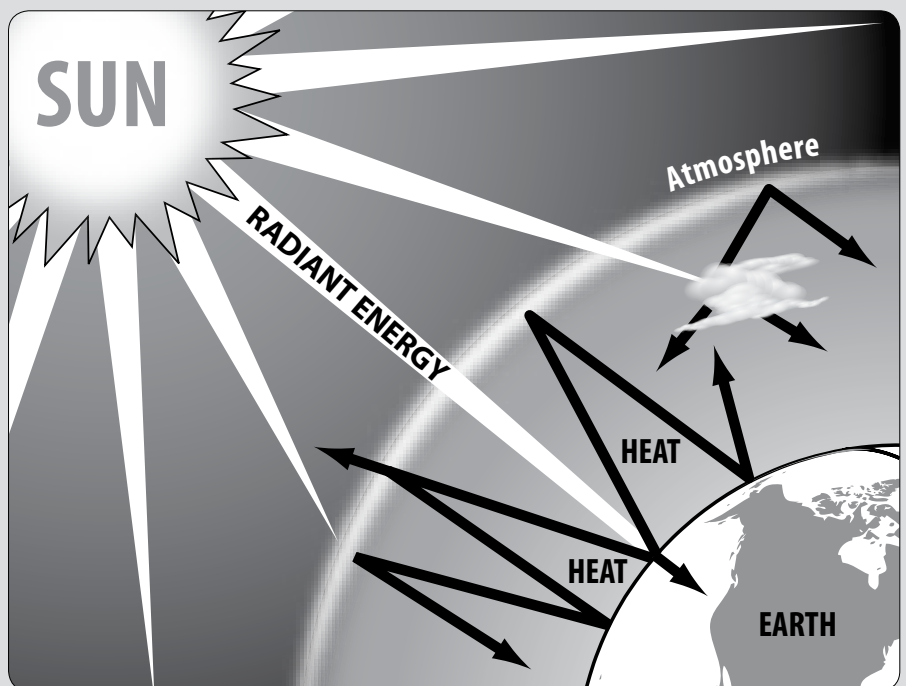 SUN
Atmosphere
RADIANT ENERGY
HEAT
HEAT
EARTH